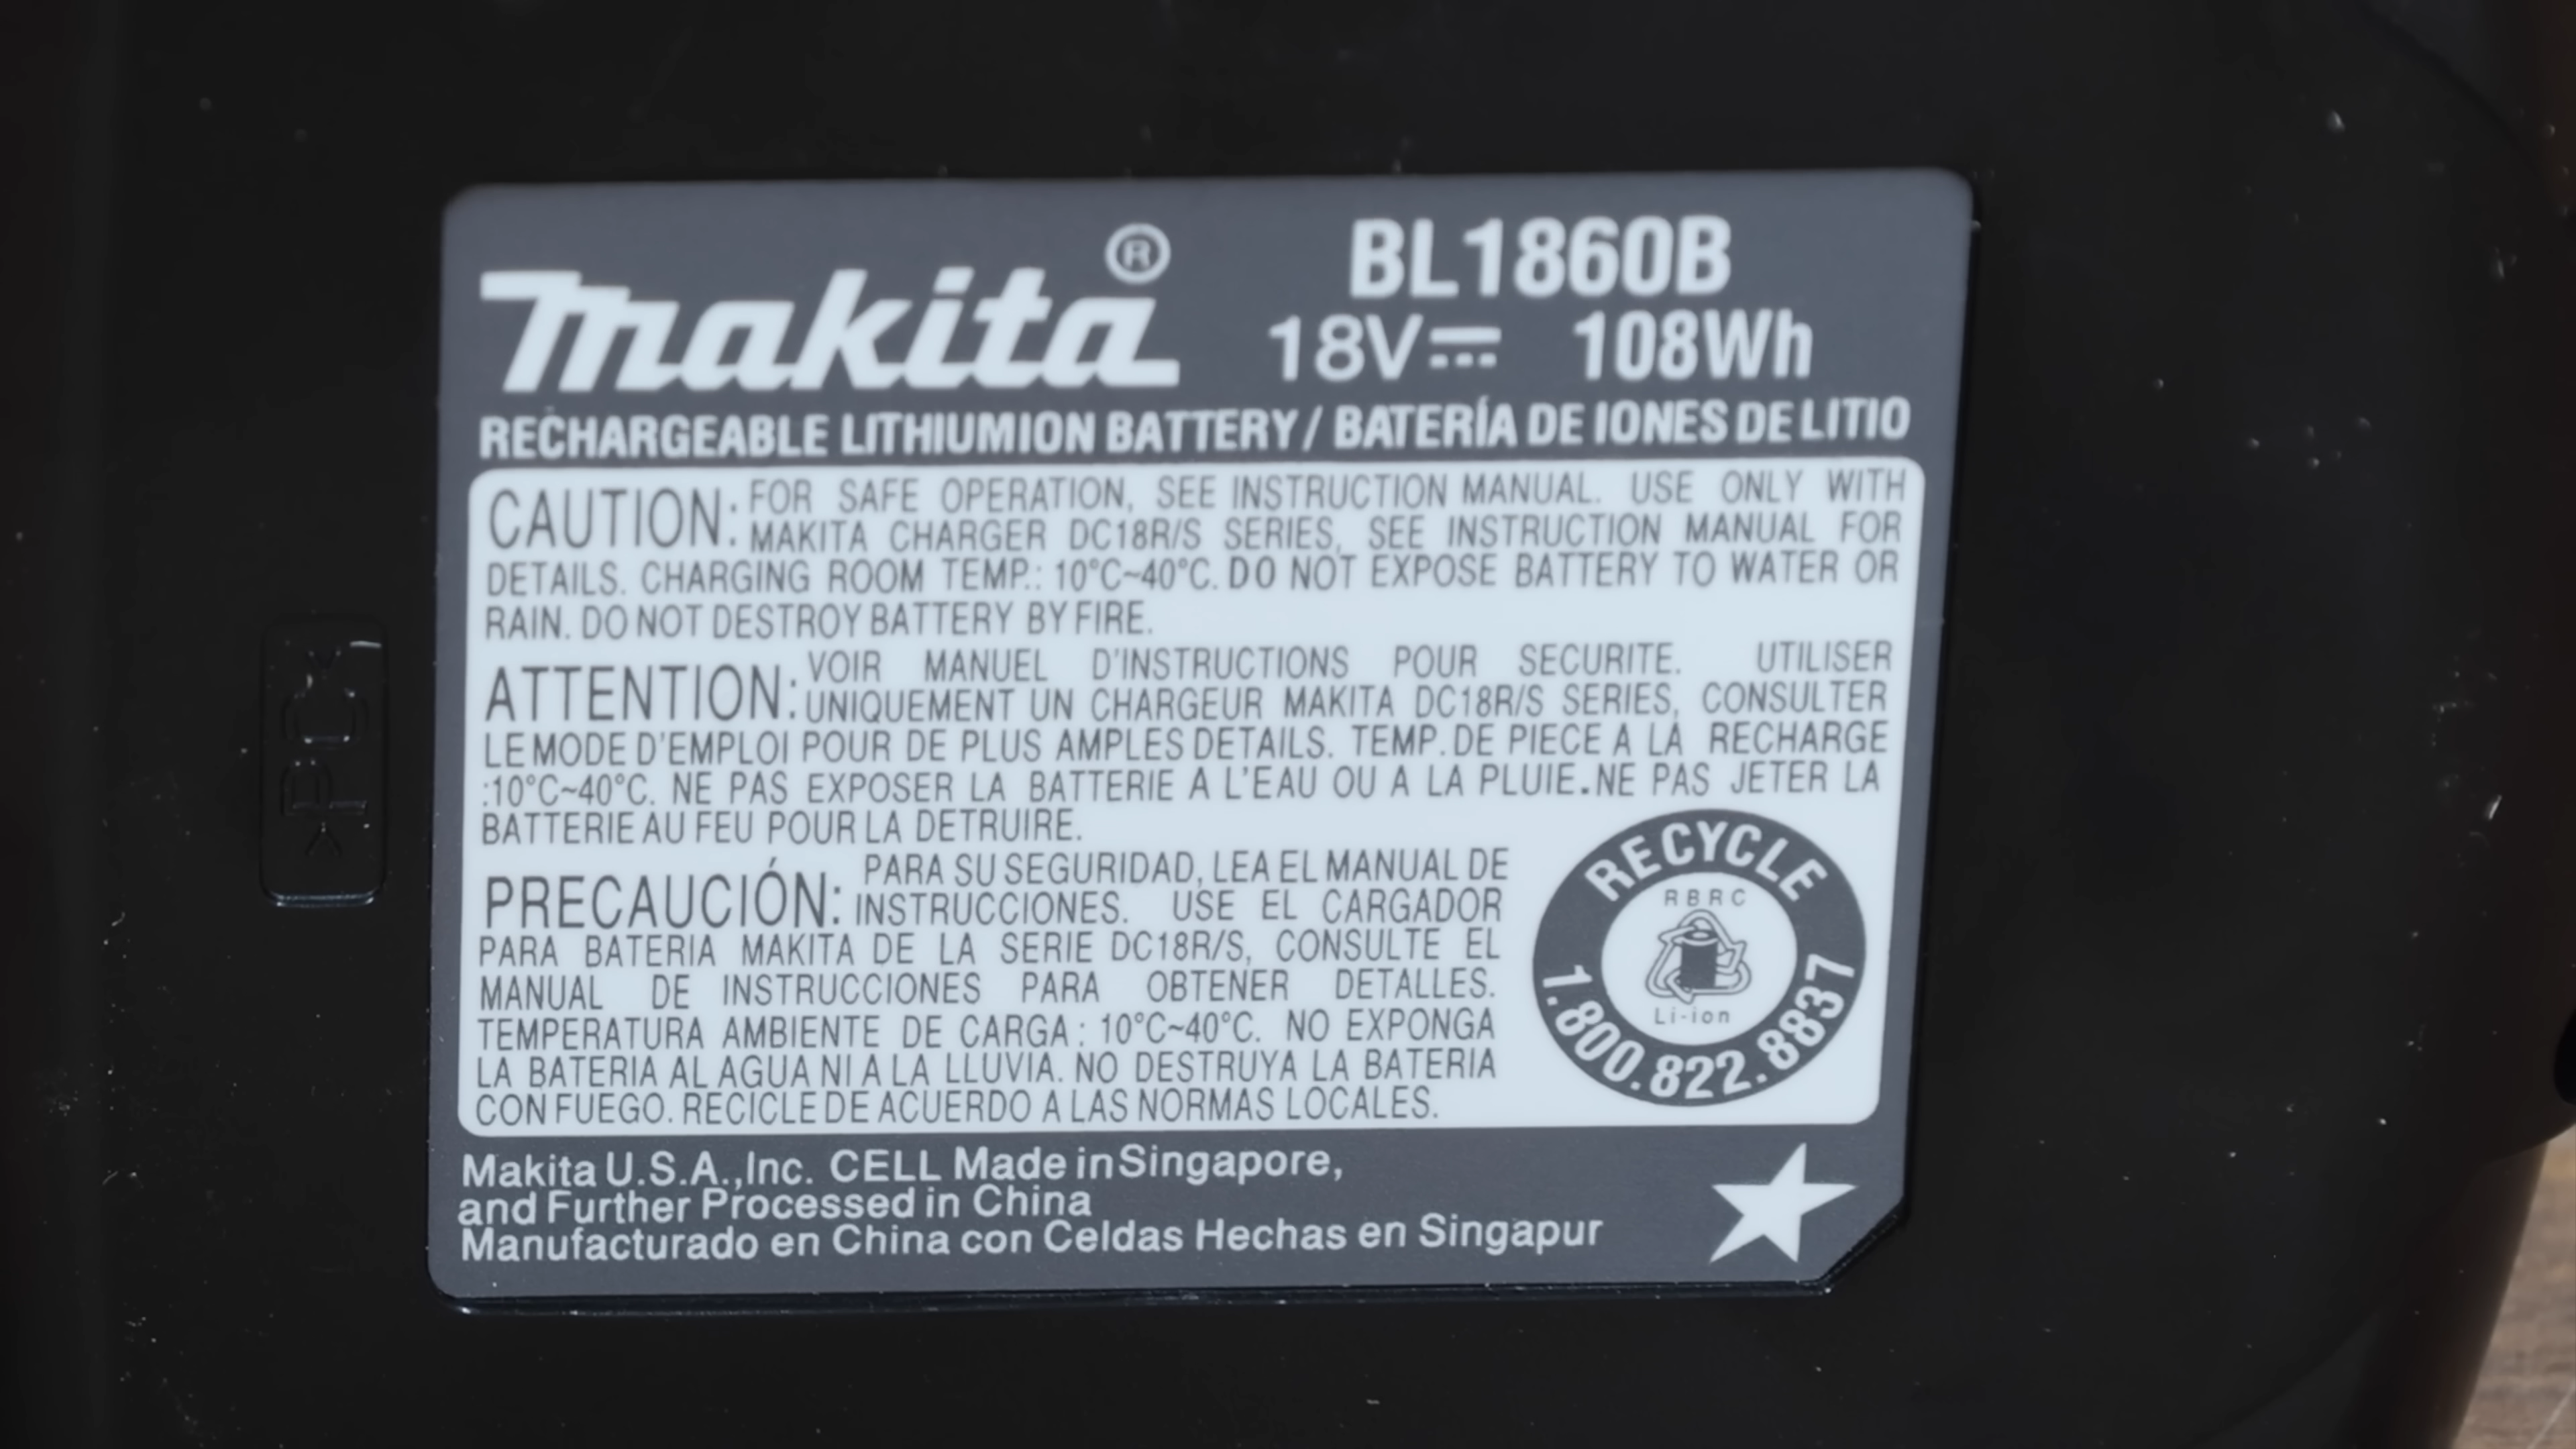 makita®
BL1860B
18V 108Wh
RECHARGEABLE LITHIUMION BATTERY / BATERÍA DE IONES DE LITIO
CAUTION: FOR SAFE OPERATION, SEE INSTRUCTION MANUAL. USE ONLY WITH
MAKITA CHARGER DC18R/S SERIES, SEE INSTRUCTION MANUAL FOR
DETAILS. CHARGING ROOM TEMP.: 10°C~40°C. DO NOT EXPOSE BATTERY TO WATER OR
RAIN. DO NOT DESTROY BATTERY BY FIRE.
ATTENTION: VOIR MANUEL D'INSTRUCTIONS POUR SECURITE. UTILISER
UNIQUEMENT UN CHARGEUR MAKITA DC18R/S SERIES, CONSULTER
LE MODE D'EMPLOI POUR DE PLUS AMPLES DETAILS. TEMP. DE PIECE A LA RECHARGE
:10°C~40°C. NE PAS EXPOSER LA BATTERIE A L'EAU OU A LA PLUIE. NE PAS JETER LA
BATTERIE AU FEU POUR LA DETRUIRE.
PRECAUCIÓN: PARA SU SEGURIDAD, LEA EL MANUAL DE
INSTRUCCIONES. USE EL CARGADOR
PARA BATERIA MAKITA DE LA SERIE DC18R/S, CONSULTE EL
MANUAL DE INSTRUCCIONES PARA OBTENER DETALLES.
TEMPERATURA AMBIENTE DE CARGA : 10°C~40°C. NO EXPONGA
LA BATERIA AL AGUA NI A LA LLUVIA. NO DESTRUYA LA BATERIA
CON FUEGO. RECICLE DE ACUERDO A LAS NORMAS LOCALES.
RECYCLE
RBRC
Li-ion
1.800.822.8837
Makita U.S.A.,Inc. CELL Made in Singapore,
and Further Processed in China
Manufacturado en China con Celdas Hechas en Singapur
>PC<